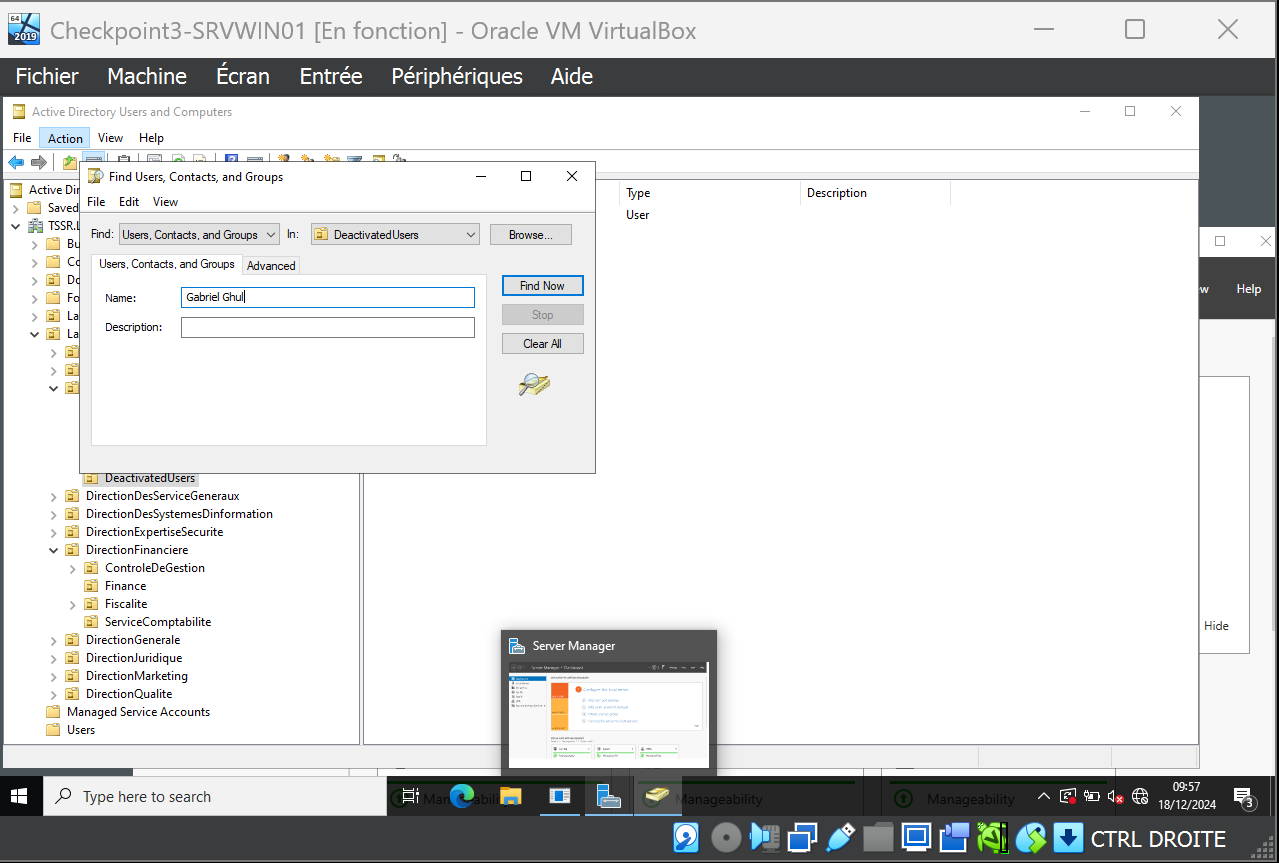 64
2019
Checkpoint3-SRVWIN01 [En fonction] - Oracle VM VirtualBox
Fichier Machine Écran Entrée Périphériques Aide
Active Directory Users and Computers
File Action View Help
Find Users, Contacts, and Groups
File Edit View
Find: Users, Contacts, and Groups In: DeactivatedUsers Browse...
Users, Contacts, and Groups Advanced
Name: Gabriel Ghul
Description:
Find Now
Stop
Clear All
Active Dir
Saved
TSSR.L
Bu
Co
Do
Fo
La
La
Type Description
User
Help
DeactivatedUsers
DirectionDesServiceGeneraux
DirectionDesSystemesDinformation
DirectionExpertiseSecurite
DirectionFinanciere
ControleDeGestion
Finance
Fiscalite
ServiceComptabilite
DirectionGenerale
DirectionJuridique
DirectionMarketing
DirectionQualite
Managed Service Accounts
Users
Hide
Server Manager
Type here to search
Manageability
Manageability
09:57
18/12/2024
3
CTRL DROITE